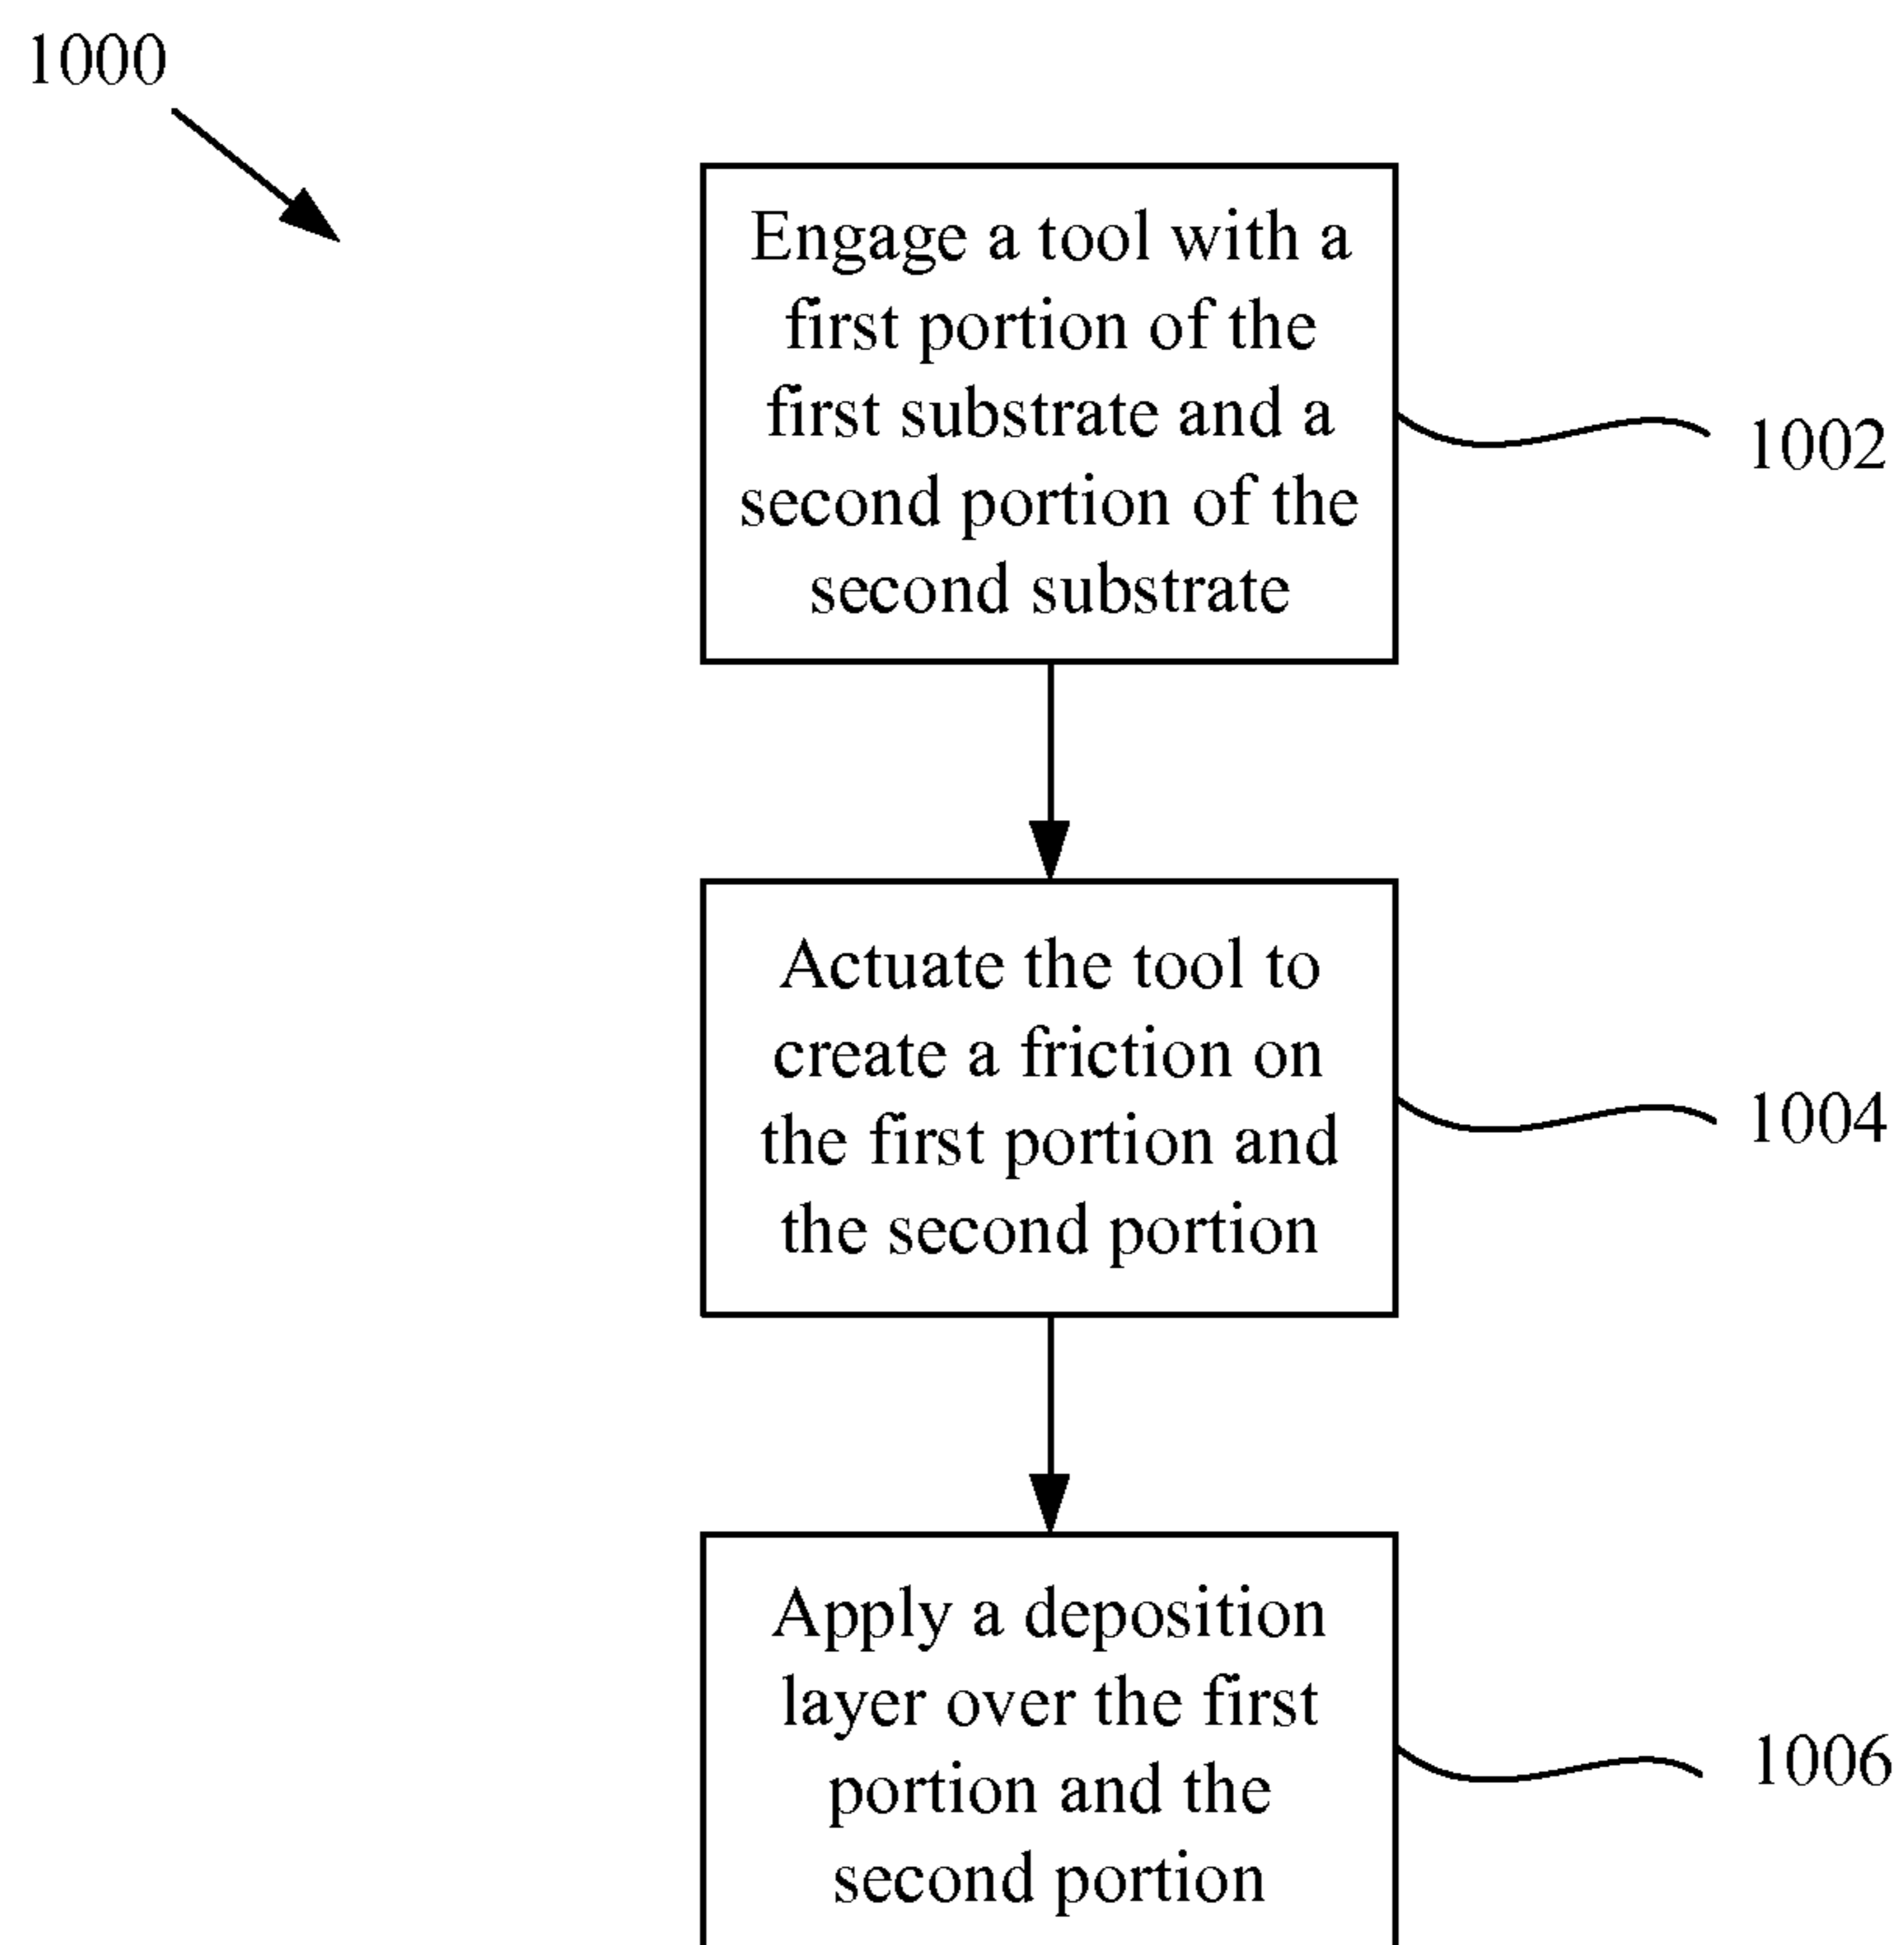 1000
Engage a tool with a
first portion of the
first substrate and a
second portion of the
second substrate
1002
Actuate the tool to
create a friction on
the first portion and
the second portion
1004
Apply a deposition
layer over the first
portion and the
second portion
1006